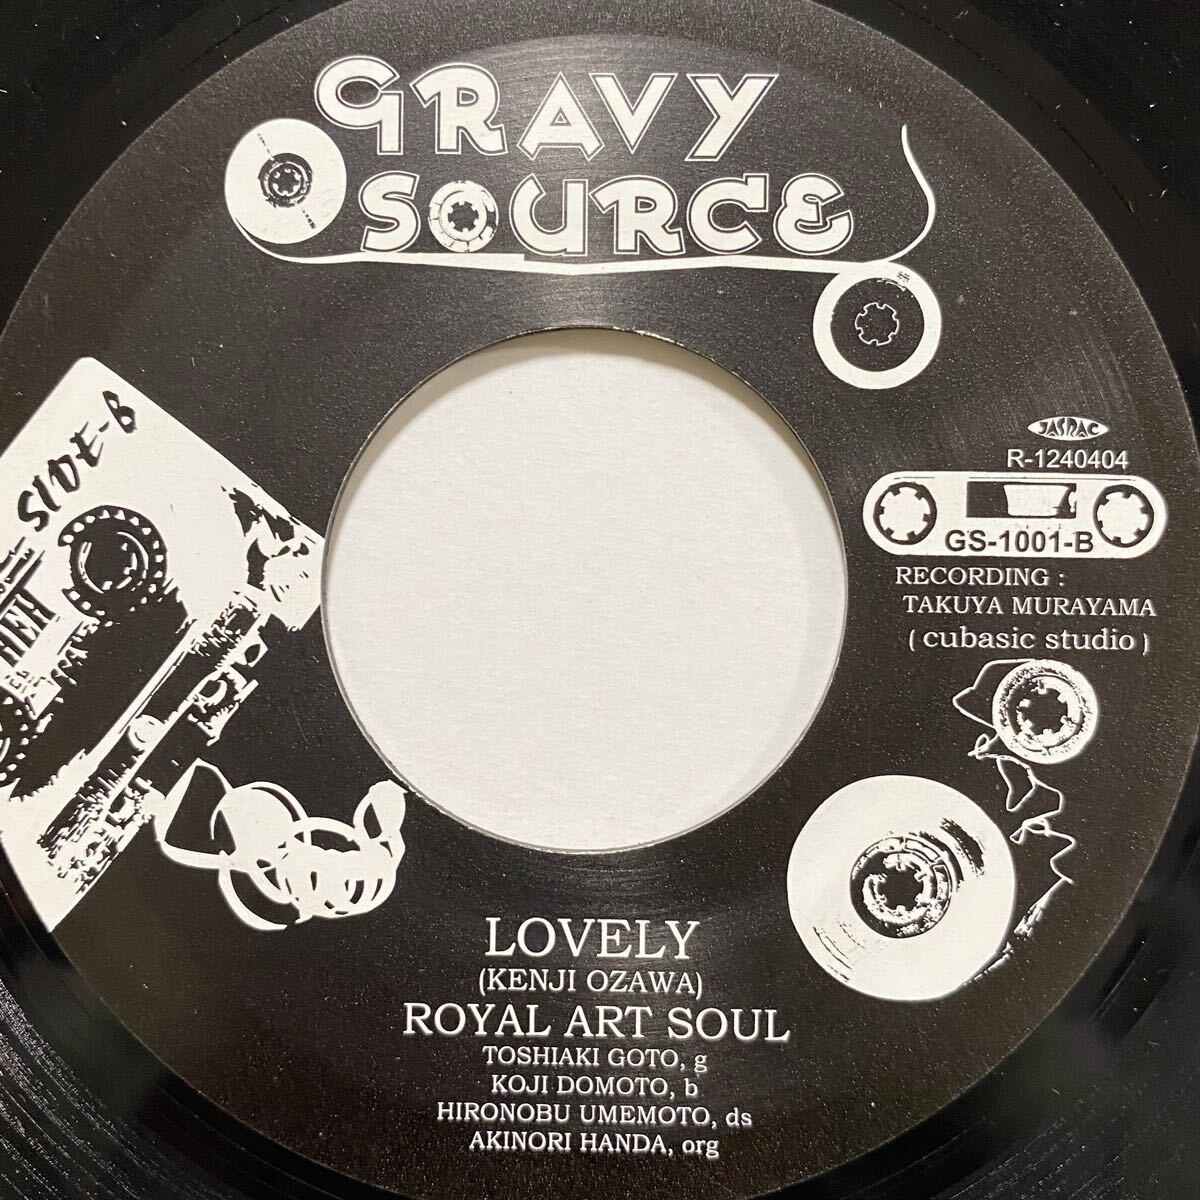 GRAVY
SOURCE
SIDE-B
JASRAC
R-1240404
GS-1001-B
RECORDING :
TAKUYA MURAYAMA
( cubasic studio )
LOVELY
(KENJI OZAWA)
ROYAL ART SOUL
TOSHIAKI GOTO, g
KOJI DOMOTO, b
HIRONOBU UMEMOTO, ds
AKINORI HANDA, org